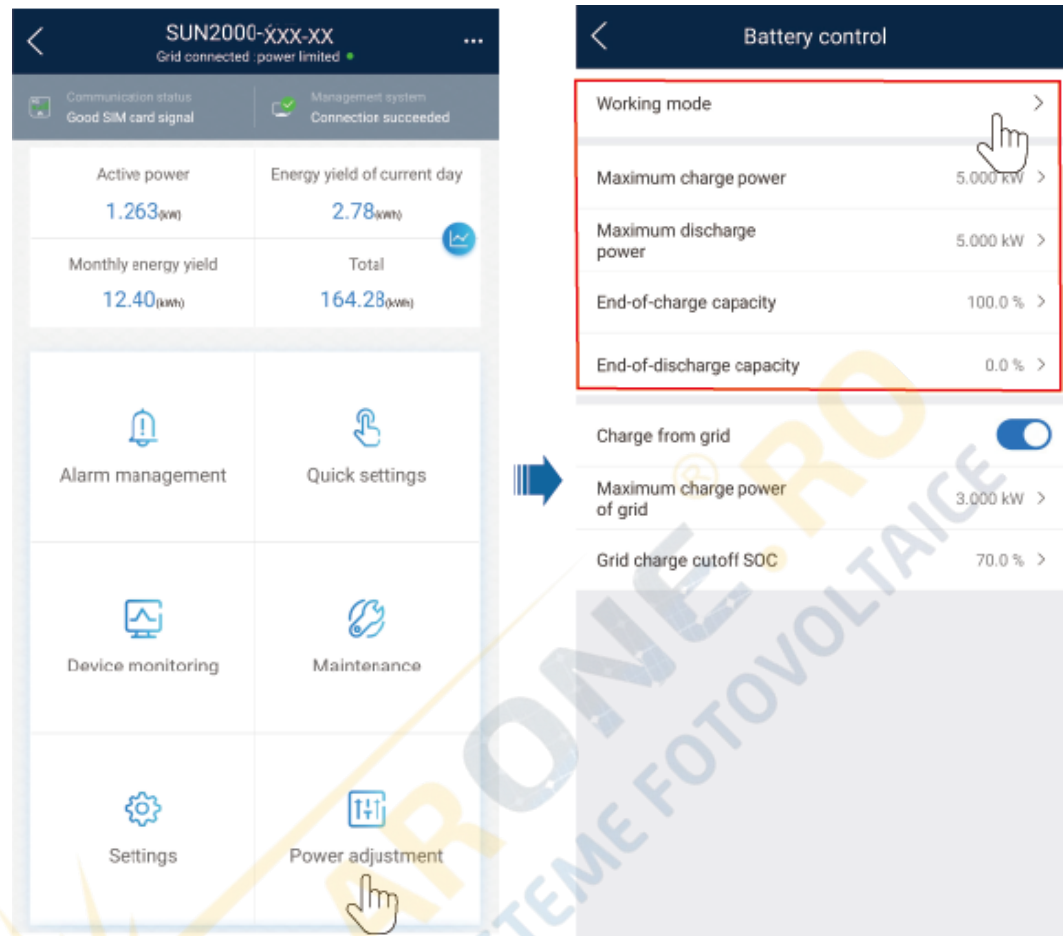 SUN2000-XXX-XX
Grid connected :power limited
Communication status
Good SIM card signal
Management system
Connection succeeded
Active power
1.263(kW)
Energy yield of current day
2.78(kWh)
Monthly energy yield
12.40(kWh)
Total
164.28(kWh)
Alarm management
Quick settings
Device monitoring
Maintenance
Settings
Power adjustment
Battery control
Working mode
Maximum charge power
5.000 kW
Maximum discharge
power
5.000 kW
End-of-charge capacity
100.0 %
End-of-discharge capacity
0.0 %
Charge from grid
Maximum charge power
of grid
3.000 kW
Grid charge cutoff SOC
70.0 %
ARONE®.RO
SISTEME FOTOVOLTAICE